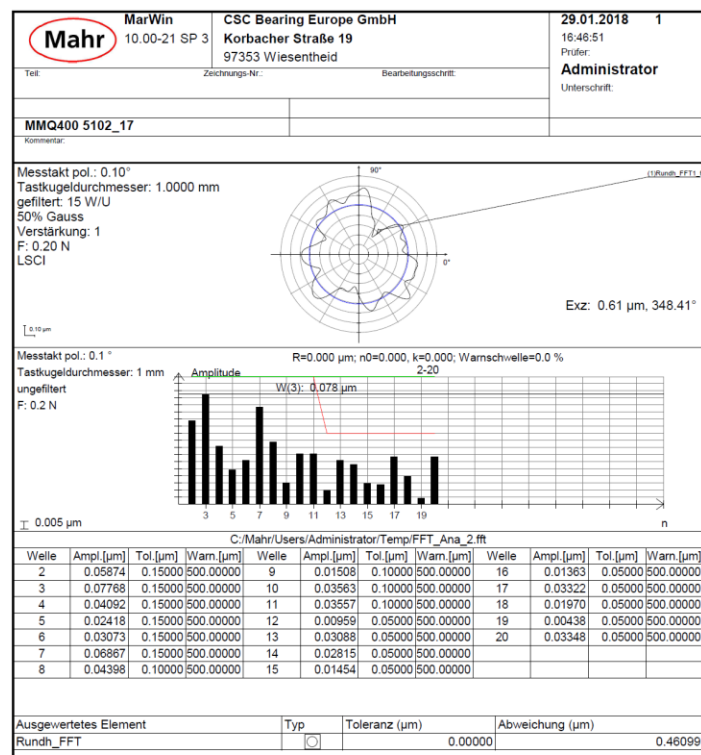 Mahr
MarWin
10.00-21 SP 3
CSC Bearing Europe GmbH
Korbacher Straße 19
97353 Wiesentheid
29.01.2018 1
16:46:51
Prüfer:
Administrator
Unterschrift:
Teil: Zeichnungs-Nr.: Bearbeitungsschritt:
MMQ400 5102_17
Kommentar:
Messtakt pol.: 0.10°
Tastkugeldurchmesser: 1.0000 mm
gefiltert: 15 W/U
50% Gauss
Verstärkung: 1
F: 0.20 N
LSCI
90°
0°
Exz: 0.61 µm, 348.41°
0.10 µm
Messtakt pol.: 0.1 °
Tastkugeldurchmesser: 1 mm
ungefiltert
F: 0.2 N
R=0.000 µm; n0=0.000, k=0.000; Warnschwelle=0.0 %
Amplitude 2-20
W(3): 0.078 µm
3 5 7 9 11 13 15 17 19
n
0.005 µm
C:/Mahr/Users/Administrator/Temp/FFT_Ana_2.fft
Welle Ampl.[µm] Tol.[µm] Warn.[µm] Welle Ampl.[µm] Tol.[µm] Warn.[µm] Welle Ampl.[µm] Tol.[µm] Warn.[µm]
2 0.05874 0.15000 500.00000 9 0.01508 0.10000 500.00000 16 0.01363 0.05000 500.00000
3 0.07768 0.15000 500.00000 10 0.03563 0.10000 500.00000 17 0.03322 0.05000 500.00000
4 0.04092 0.15000 500.00000 11 0.03557 0.10000 500.00000 18 0.01970 0.05000 500.00000
5 0.02418 0.15000 500.00000 12 0.00959 0.05000 500.00000 19 0.00438 0.05000 500.00000
6 0.03073 0.15000 500.00000 13 0.03088 0.05000 500.00000 20 0.03348 0.05000 500.00000
7 0.06867 0.15000 500.00000 14 0.02815 0.05000 500.00000
8 0.04398 0.10000 500.00000 15 0.01454 0.05000 500.00000
Ausgewertetes Element Typ Toleranz (µm) Abweichung (µm)
Rundh_FFT 0.00000 0.46099